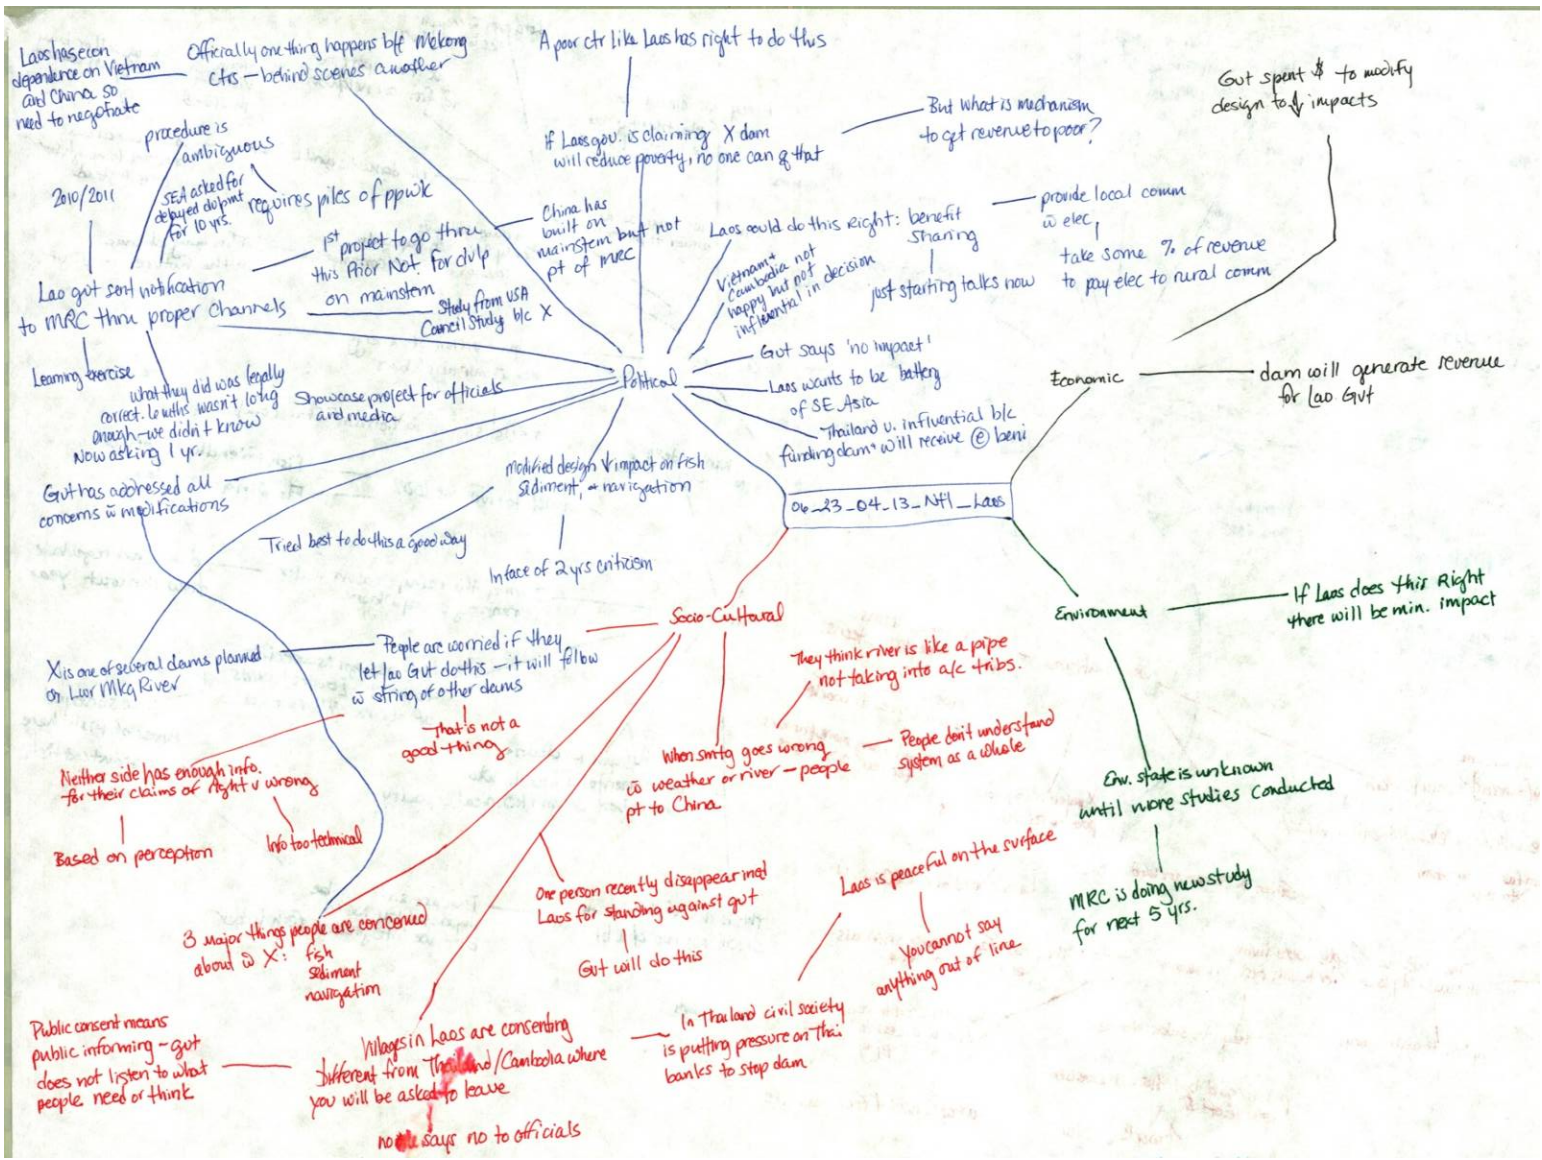 Laos has econ
dependence on Vietnam
and China so
need to negotiate
Officially one thing happens b/t Mekong
ctrs – behind scenes another
A poor ctr like Laos has right to do this
If Laos gov. is claiming X dam
will reduce poverty, no one can q that
But what is mechanism
to get revenue to poor?
Gvt spent $ to modify
design to ↓ impacts
procedure is
ambiguous
2010/2011
SEA asked for
delayed
for 10 yrs.
requires piles of ppwk
1st project to go thru
this Prior Not. for dvlp
on mainstem
China has
built on
mainstem but not
pt of MRC
Laos could do this Right: benefit
sharing
provide local comm
w̄ elec
take some % of revenue
to pay elec to rural comm
just starting talks now
Vietnam +
Cambodia not
happy but not
influential in decision
Lao gvt sent notification
to MRC thru proper channels
Study from USA
Council Study b/c X
Learning exercise
what they did was legally
correct. 6 mths wasn't long
enough – we didn't know
Now asking 1 yr.
Showcase project for officials
and media
Political
Gvt says 'no impact'
Laos wants to be battery
of SE Asia
Thailand v. influential b/c
funding dam + will receive @ beni
Economic
dam will generate revenue
for Lao Gvt
Gvt has addressed all
concerns w̄ modifications
modified design ↓ impact on fish
sediment, + navigation
Tried best to do this a good way
In face of 2 yrs criticism
06_23_04_13_Nfl_Laos
Socio-Cultural
Environment
If Laos does this Right
there will be min. impact
X is one of several dams planned
on Lwr Mkg River
People are worried if they
let Lao Gvt do this – it will follow
w̄ string of other dams
That is not a
good thing
They think river is like a pipe
not taking into a/c tribs.
When smtg goes wrong
w̄ weather or river – people
pt to China
People don't understand
system as a whole
Neither side has enough info.
for their claims of right v wrong
Based on perception
Info too technical
Env. state is unknown
until more studies conducted
MRC is doing new study
for next 5 yrs.
One person recently disappear in
Laos for standing against gvt
Gvt will do this
Laos is peaceful on the surface
You cannot say
anything out of line
3 major things people are concerned
about w̄ X: fish
sediment
navigation
Public consent means
public informing – gvt
does not listen to what
people need or think
Villages in Laos are consenting
Different from Thailand/Cambodia where
you will be asked to leave
In Thailand civil society
is putting pressure on Thai
banks to stop dam
no says no to officials